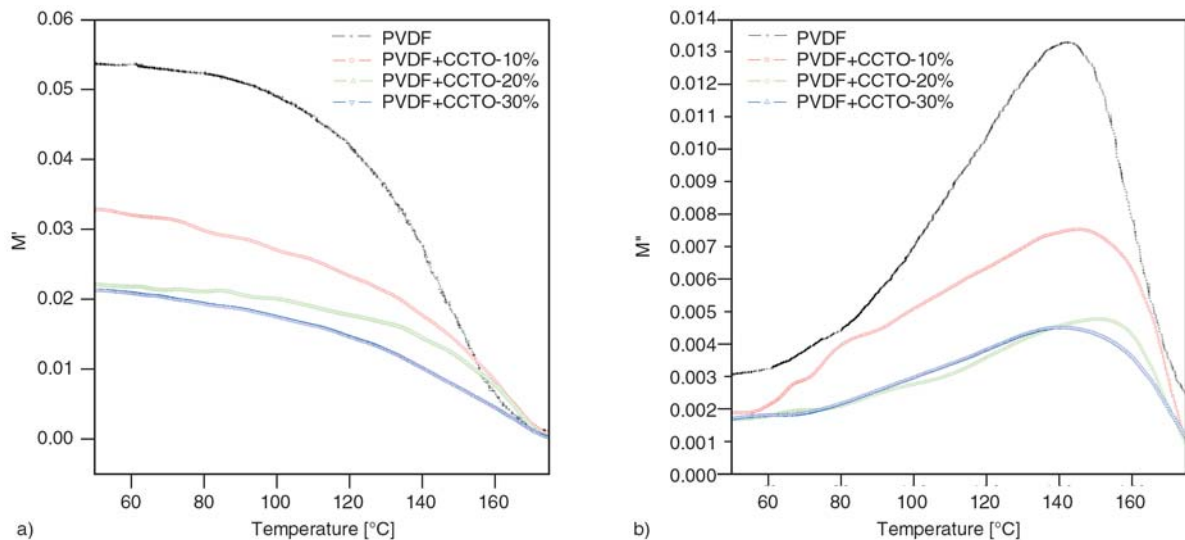 0.06
0.05
0.04
0.03
0.02
0.01
0.00
M'
PVDF
PVDF+CCTO-10%
PVDF+CCTO-20%
PVDF+CCTO-30%
60 80 100 120 140 160
Temperature [°C]
a)
0.014
0.013
0.012
0.011
0.010
0.009
0.008
0.007
0.006
0.005
0.004
0.003
0.002
0.001
0.000
M"
PVDF
PVDF+CCTO-10%
PVDF+CCTO-20%
PVDF+CCTO-30%
60 80 100 120 140 160
Temperature [°C]
b)